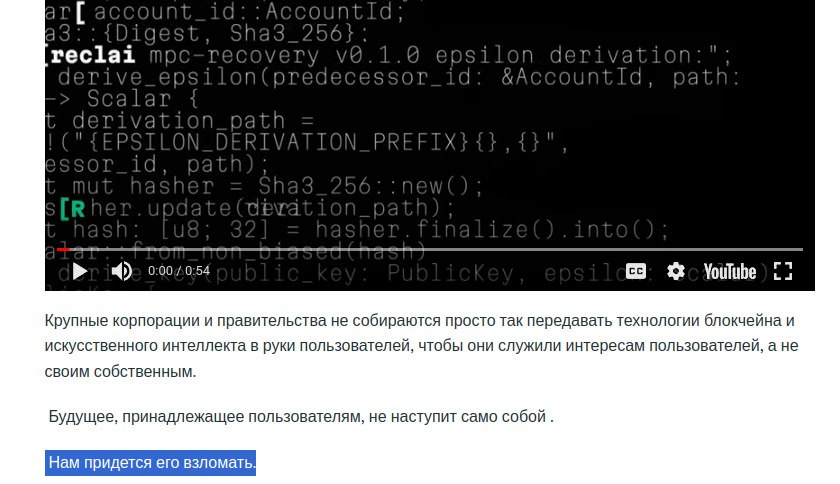 ar[ account_id::AccountId;
a3::{Digest, Sha3_256};
[reclai mpc-recovery v0.1.0 epsilon derivation:";
derive_epsilon(predecessor_id: &AccountId, path:
-> Scalar {
t derivation_path =
!("{EPSILON_DERIVATION_PREFIX}{},{}",
essor_id, path);
t mut hasher = Sha3_256::new();
s[R her.update(derivation_path);
t hash: [u8; 32] = hasher.finalize().into();
alar::from_non_biased(hash)
derive_key(public_key: PublicKey, epsilon: Scalar)
0:00 / 0:54
CC
YouTube
Крупные корпорации и правительства не собираются просто так передавать технологии блокчейна и
искусственного интеллекта в руки пользователей, чтобы они служили интересам пользователей, а не
своим собственным.
Будущее, принадлежащее пользователям, не наступит само собой .
Нам придется его взломать.